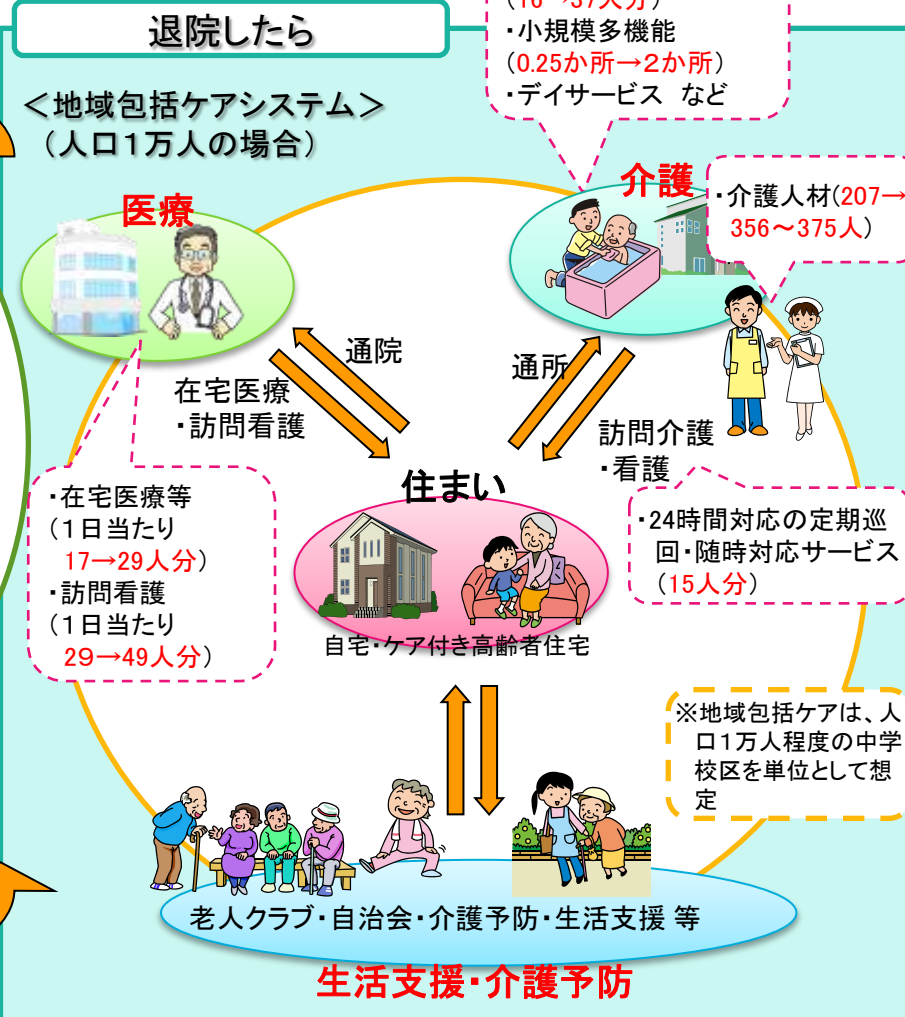 退院したら
(16→37人分)
・小規模多機能
(0.25か所→2か所)
・デイサービス など
＜地域包括ケアシステム＞
（人口１万人の場合）
医療
介護
・介護人材(207→
356～375人)
通院
在宅医療
・訪問看護
通所
訪問介護
・看護
住まい
・在宅医療等
(１日当たり
17→29人分)
・訪問看護
(１日当たり
29→49人分)
・24時間対応の定期巡
回・随時対応サービス
(15人分)
自宅・ケア付き高齢者住宅
※地域包括ケアは、人
口１万人程度の中学
校区を単位として想
定
老人クラブ・自治会・介護予防・生活支援 等
生活支援・介護予防